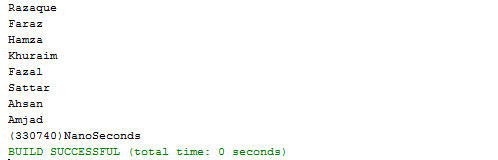 Razaque
Faraz
Hamza
Khuraim
Fazal
Sattar
Ahsan
Amjad
(330740)NanoSeconds
BUILD SUCCESSFUL (total time: 0 seconds)